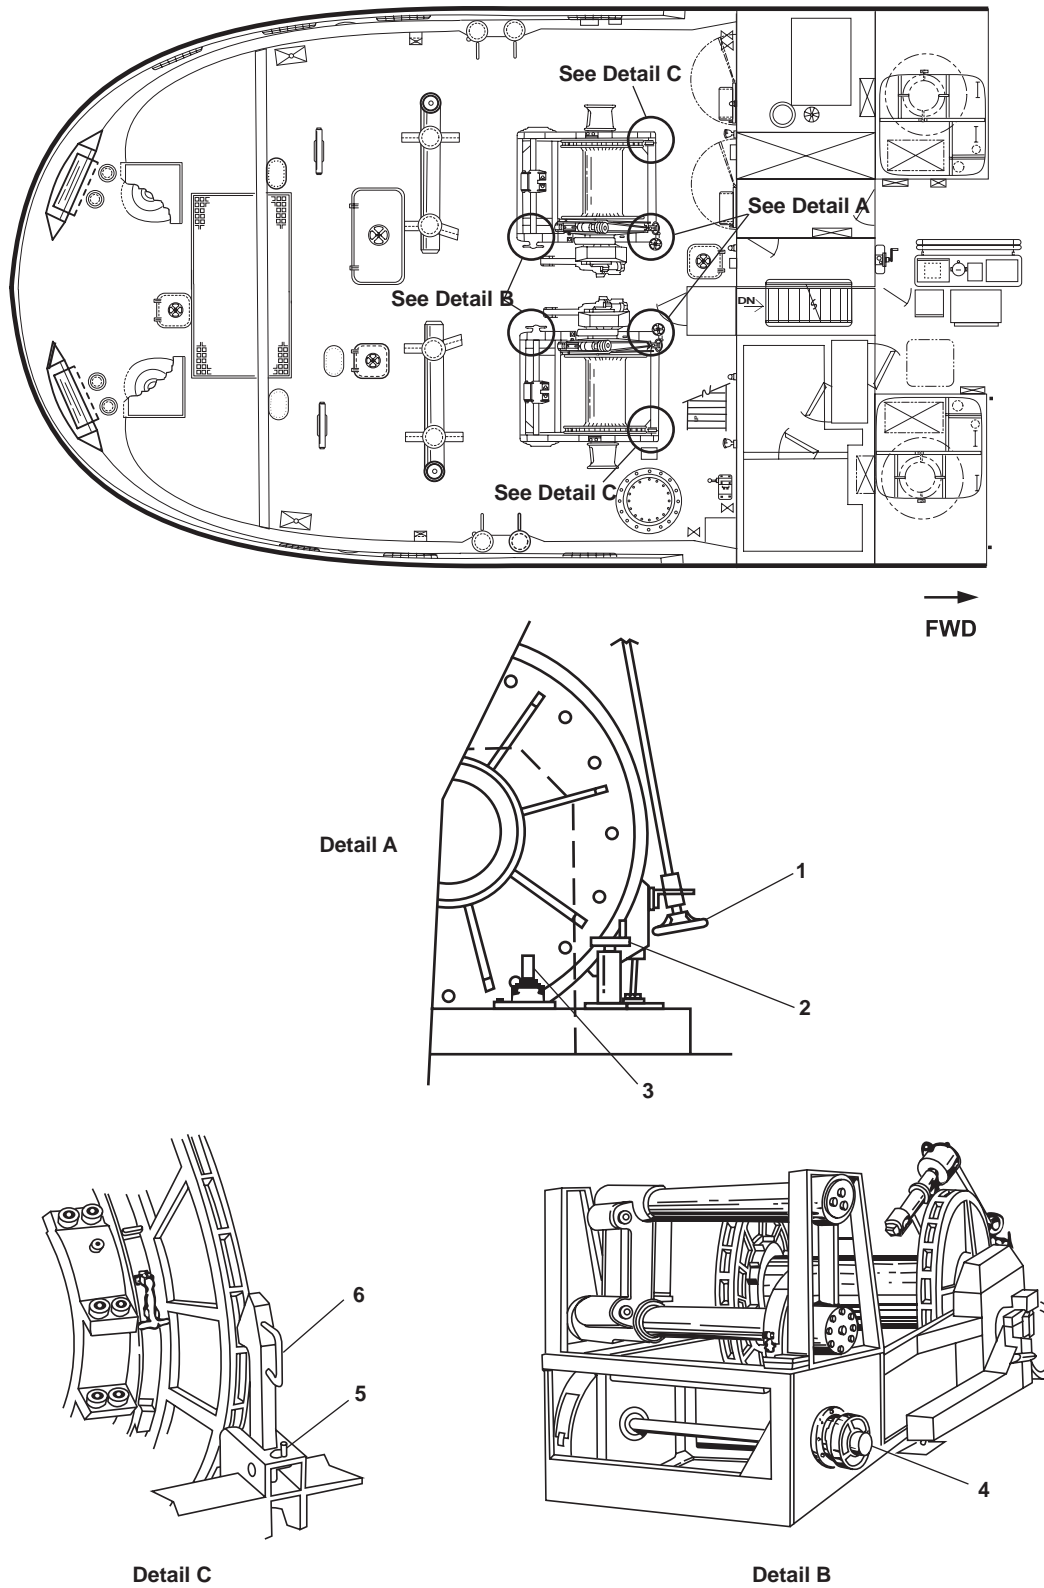 See Detail C
See Detail A
See Detail B
DN
See Detail C
FWD
Detail A
1
2
3
6
5
4
Detail C
Detail B